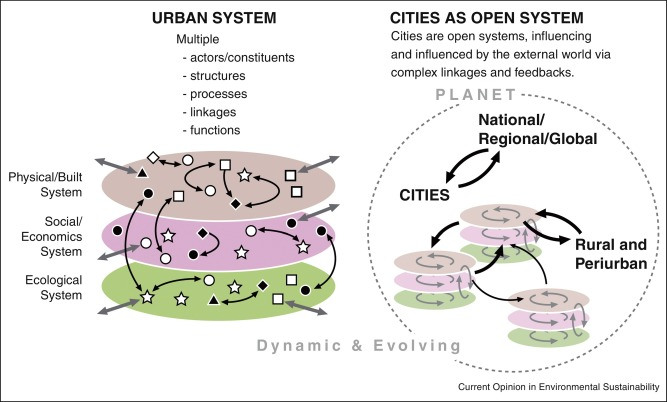 URBAN SYSTEM
Multiple
- actors/constituents
- structures
- processes
- linkages
- functions
Physical/Built
System
Social/
Economics
System
Ecological
System
CITIES AS OPEN SYSTEM
Cities are open systems, influencing
and influenced by the external world via
complex linkages and feedbacks.
PLANET
National/
Regional/Global
CITIES
Rural and
Periurban
Dynamic & Evolving
Current Opinion in Environmental Sustainability